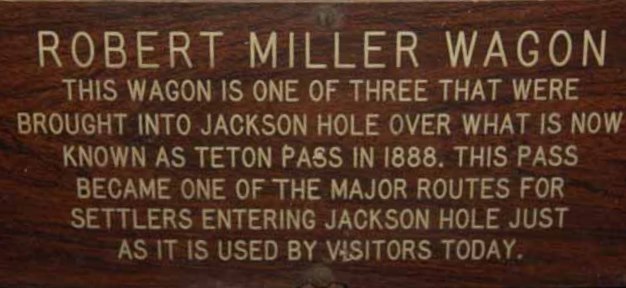 ROBERT MILLER WAGON
THIS WAGON IS ONE OF THREE THAT WERE
BROUGHT INTO JACKSON HOLE OVER WHAT IS NOW
KNOWN AS TETON PASS IN 1888. THIS PASS
BECAME ONE OF THE MAJOR ROUTES FOR
SETTLERS ENTERING JACKSON HOLE JUST
AS IT IS USED BY VISITORS TODAY.